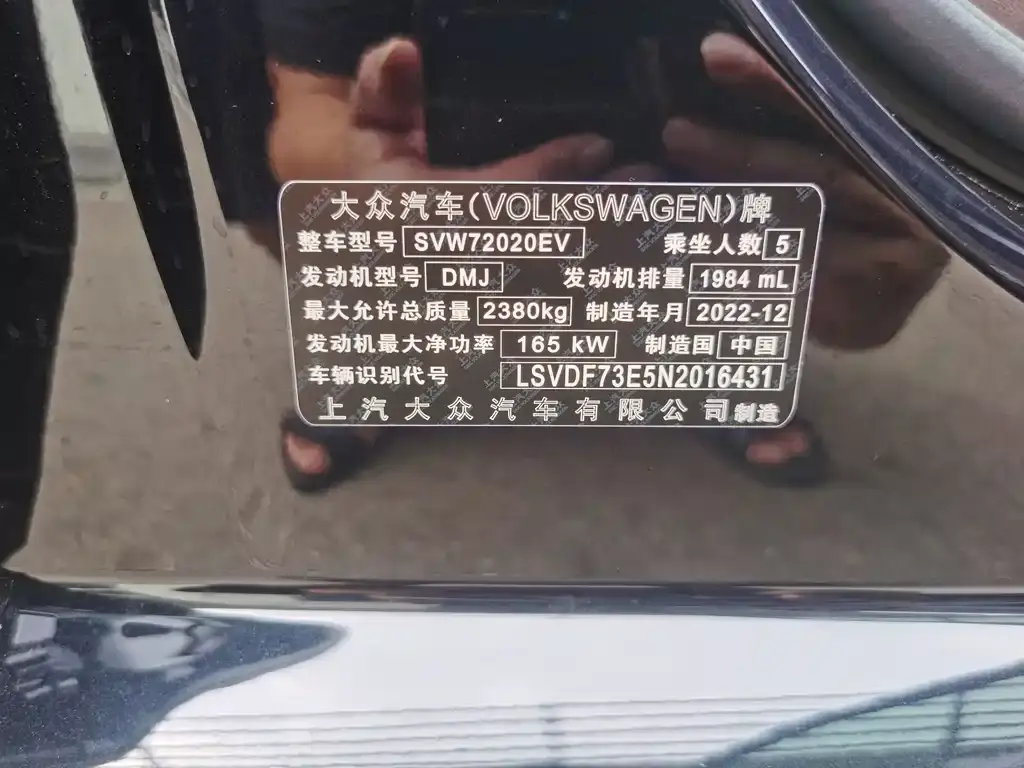 大众汽车(VOLKSWAGEN)牌
整车型号 SVW72020EV 乘坐人数 5
发动机型号 DMJ 发动机排量 1984 mL
最大允许总质量 2380kg 制造年月 2022-12
发动机最大净功率 165 kW 制造国 中国
车辆识别代号 LSVDF73E5N2016431
上汽大众汽车有限公司制造